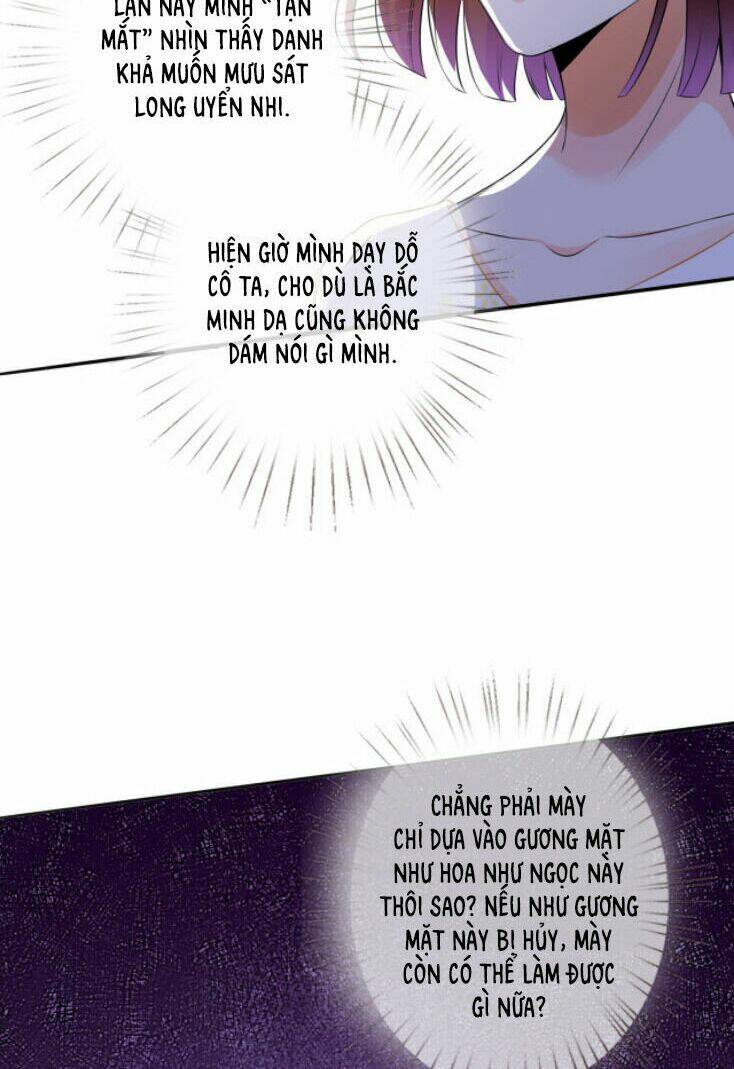 LẦN NÀY MÌNH “TẬN
MẮT” NHÌN THẤY DANH
KHẢ MUỐN MƯU SÁT
LONG UYỂN NHI.
HIỆN GIỜ MÌNH DẠY DỖ
CÔ TA, CHO DÙ LÀ BẮC
MINH DẠ CŨNG KHÔNG
DÁM NÓI GÌ MÌNH.
CHẲNG PHẢI MÀY
CHỈ DỰA VÀO GƯƠNG MẶT
NHƯ HOA NHƯ NGỌC NÀY
THÔI SAO? NẾU NHƯ GƯƠNG
MẶT NÀY BỊ HỦY, MÀY
CÒN CÓ THỂ LÀM ĐƯỢC
GÌ NỮA?